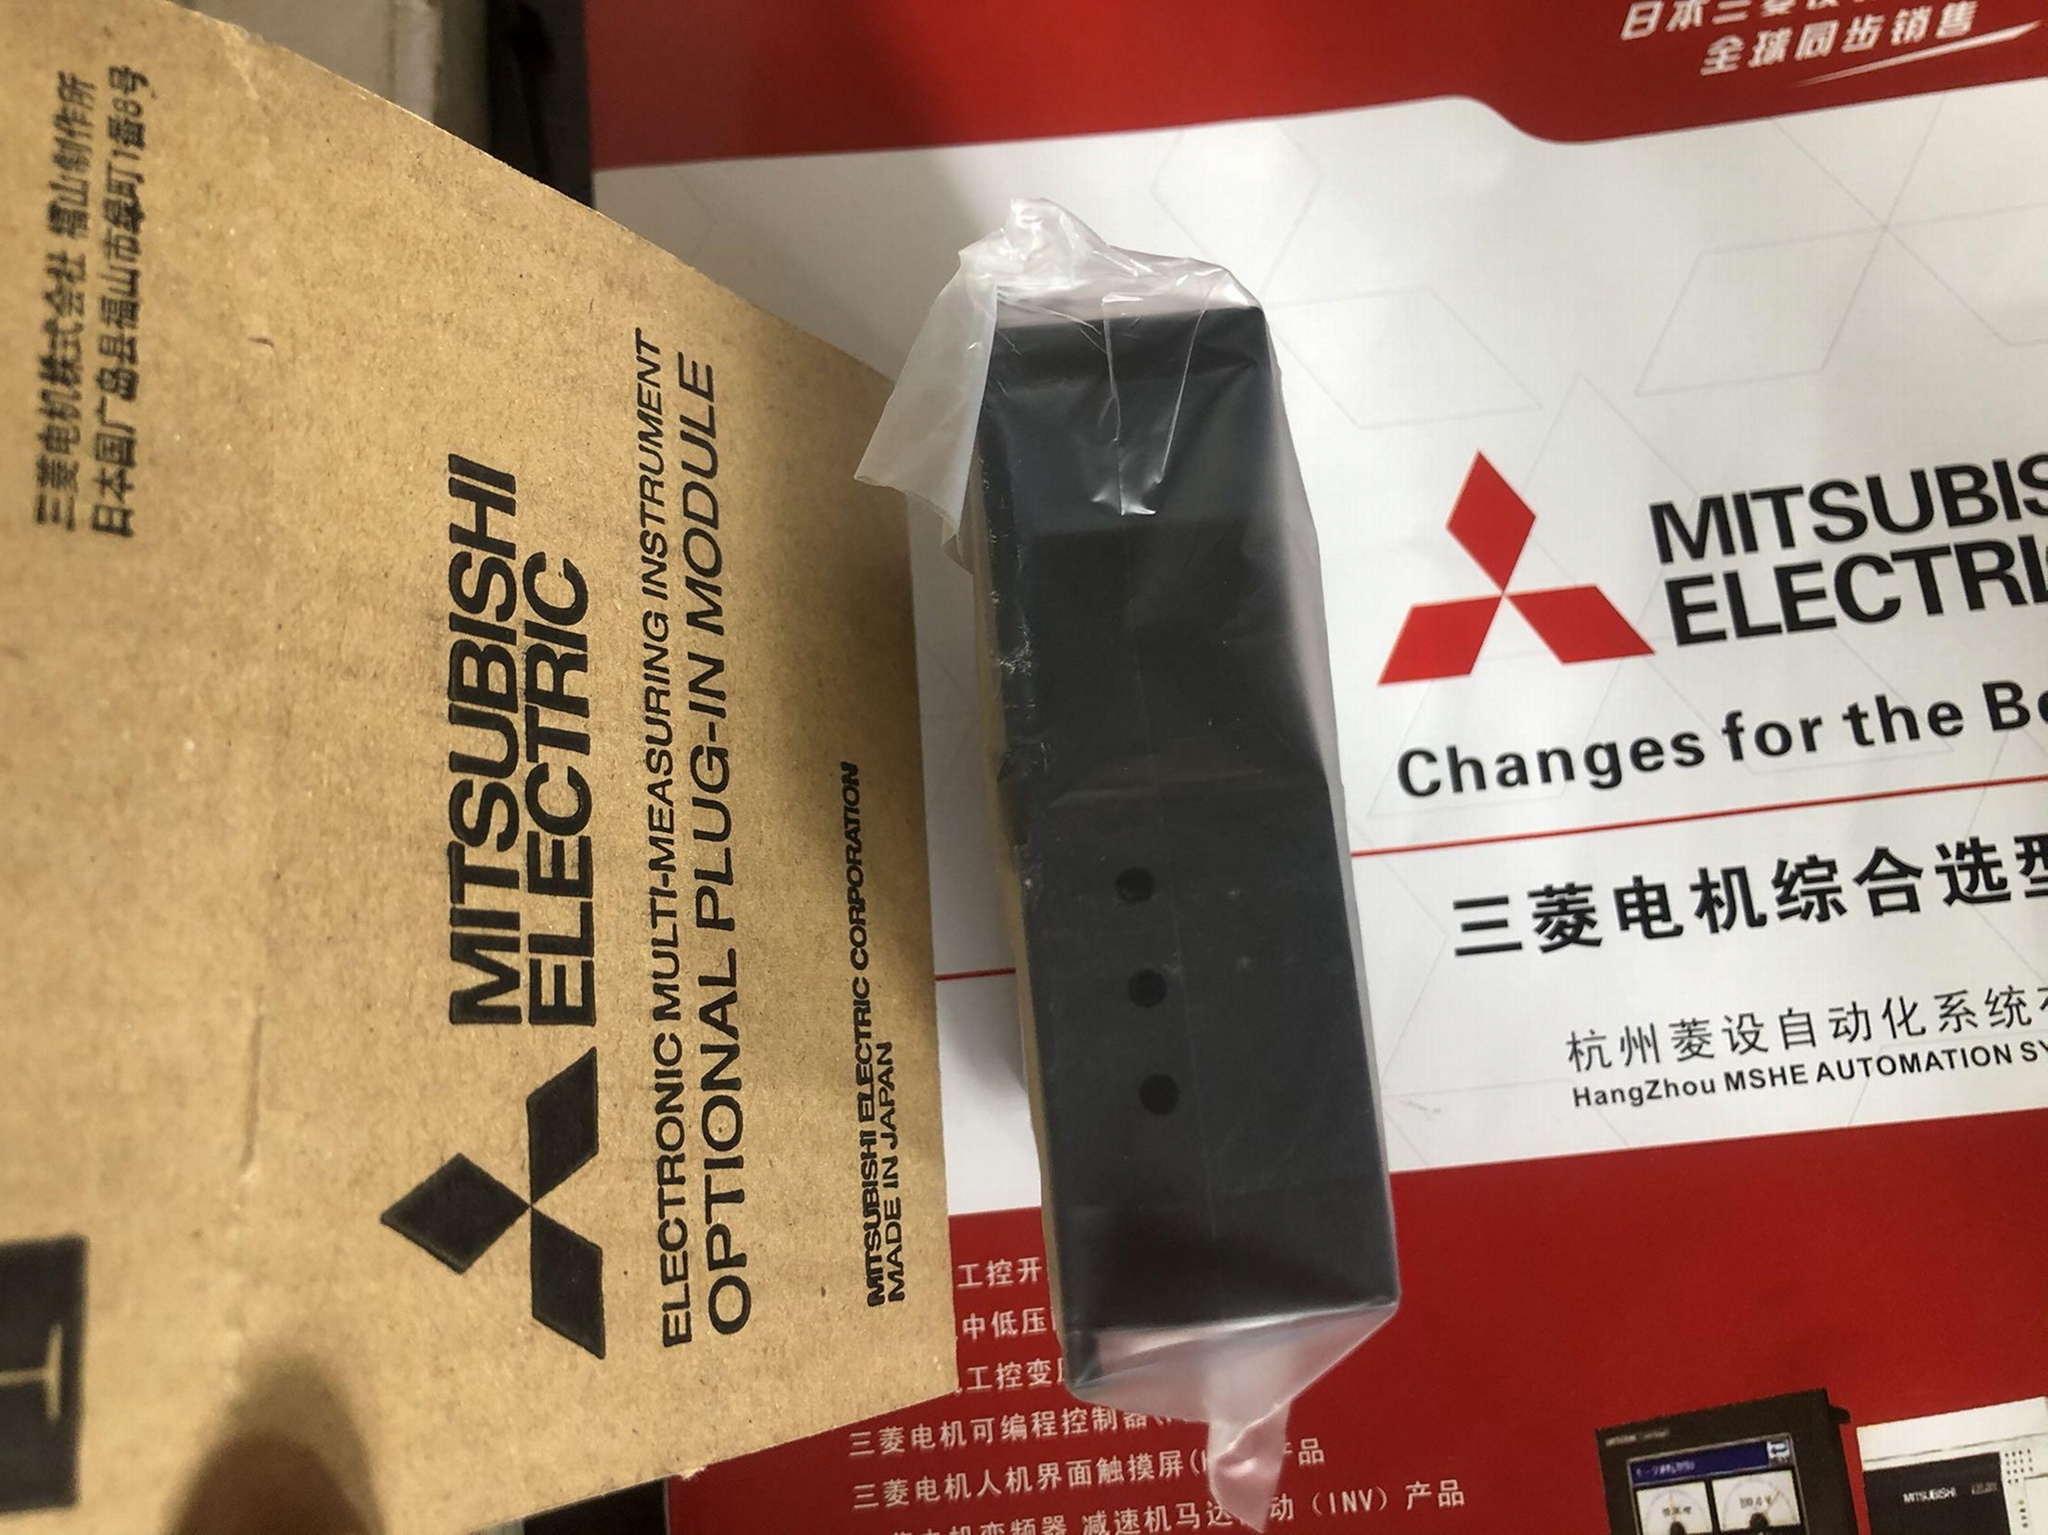 三菱电机株式会社 福山制作所
日本国广岛县福山市緑町1番8号
MITSUBISHI
ELECTRIC
ELECTRONIC MULTI-MEASURING INSTRUMENT
OPTIONAL PLUG-IN MODULE
MITSUBISHI ELECTRIC CORPORATION
MADE IN JAPAN
日本三菱
全球同步销售
MITSUBIS
ELECTRI
Changes for the Be
三菱电机综合选型
杭州菱设自动化系统
HangZhou MSHE AUTOMATION SY
工控开
中低压
工控变
三菱电机可编程控制器
三菱电机人机界面触摸屏( 产品
电机变频器 减速机马达 动（INV）产品
MITSUBISHI